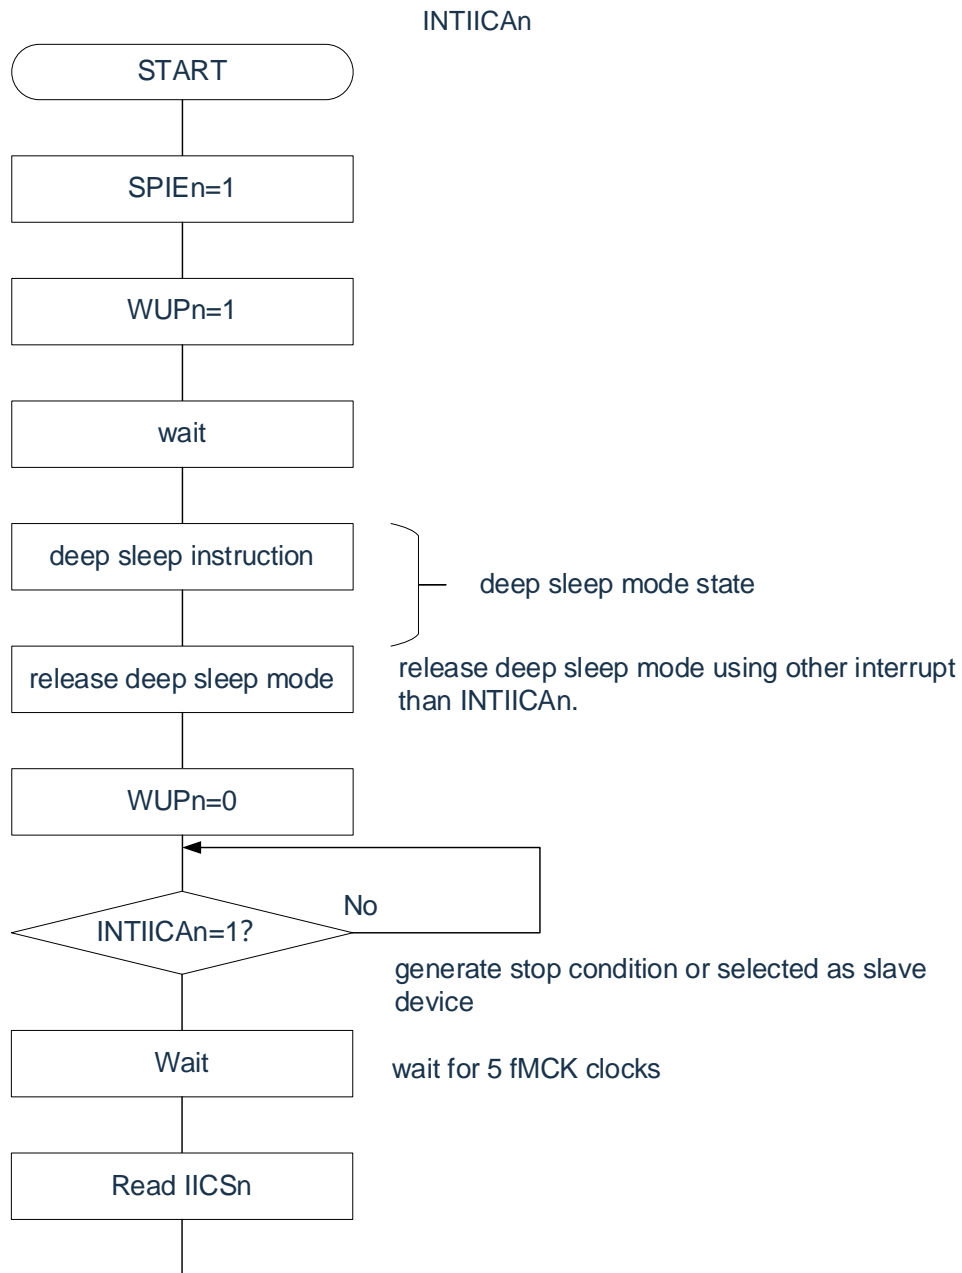 INTIICAn
START
SPIEn=1
WUPn=1
wait
deep sleep instruction
deep sleep mode state
release deep sleep mode
release deep sleep mode using other interrupt
than INTIICAn.
WUPn=0
No
INTIICAn=1?
generate stop condition or selected as slave
device
Wait
wait for 5 fMCK clocks
Read IICSn